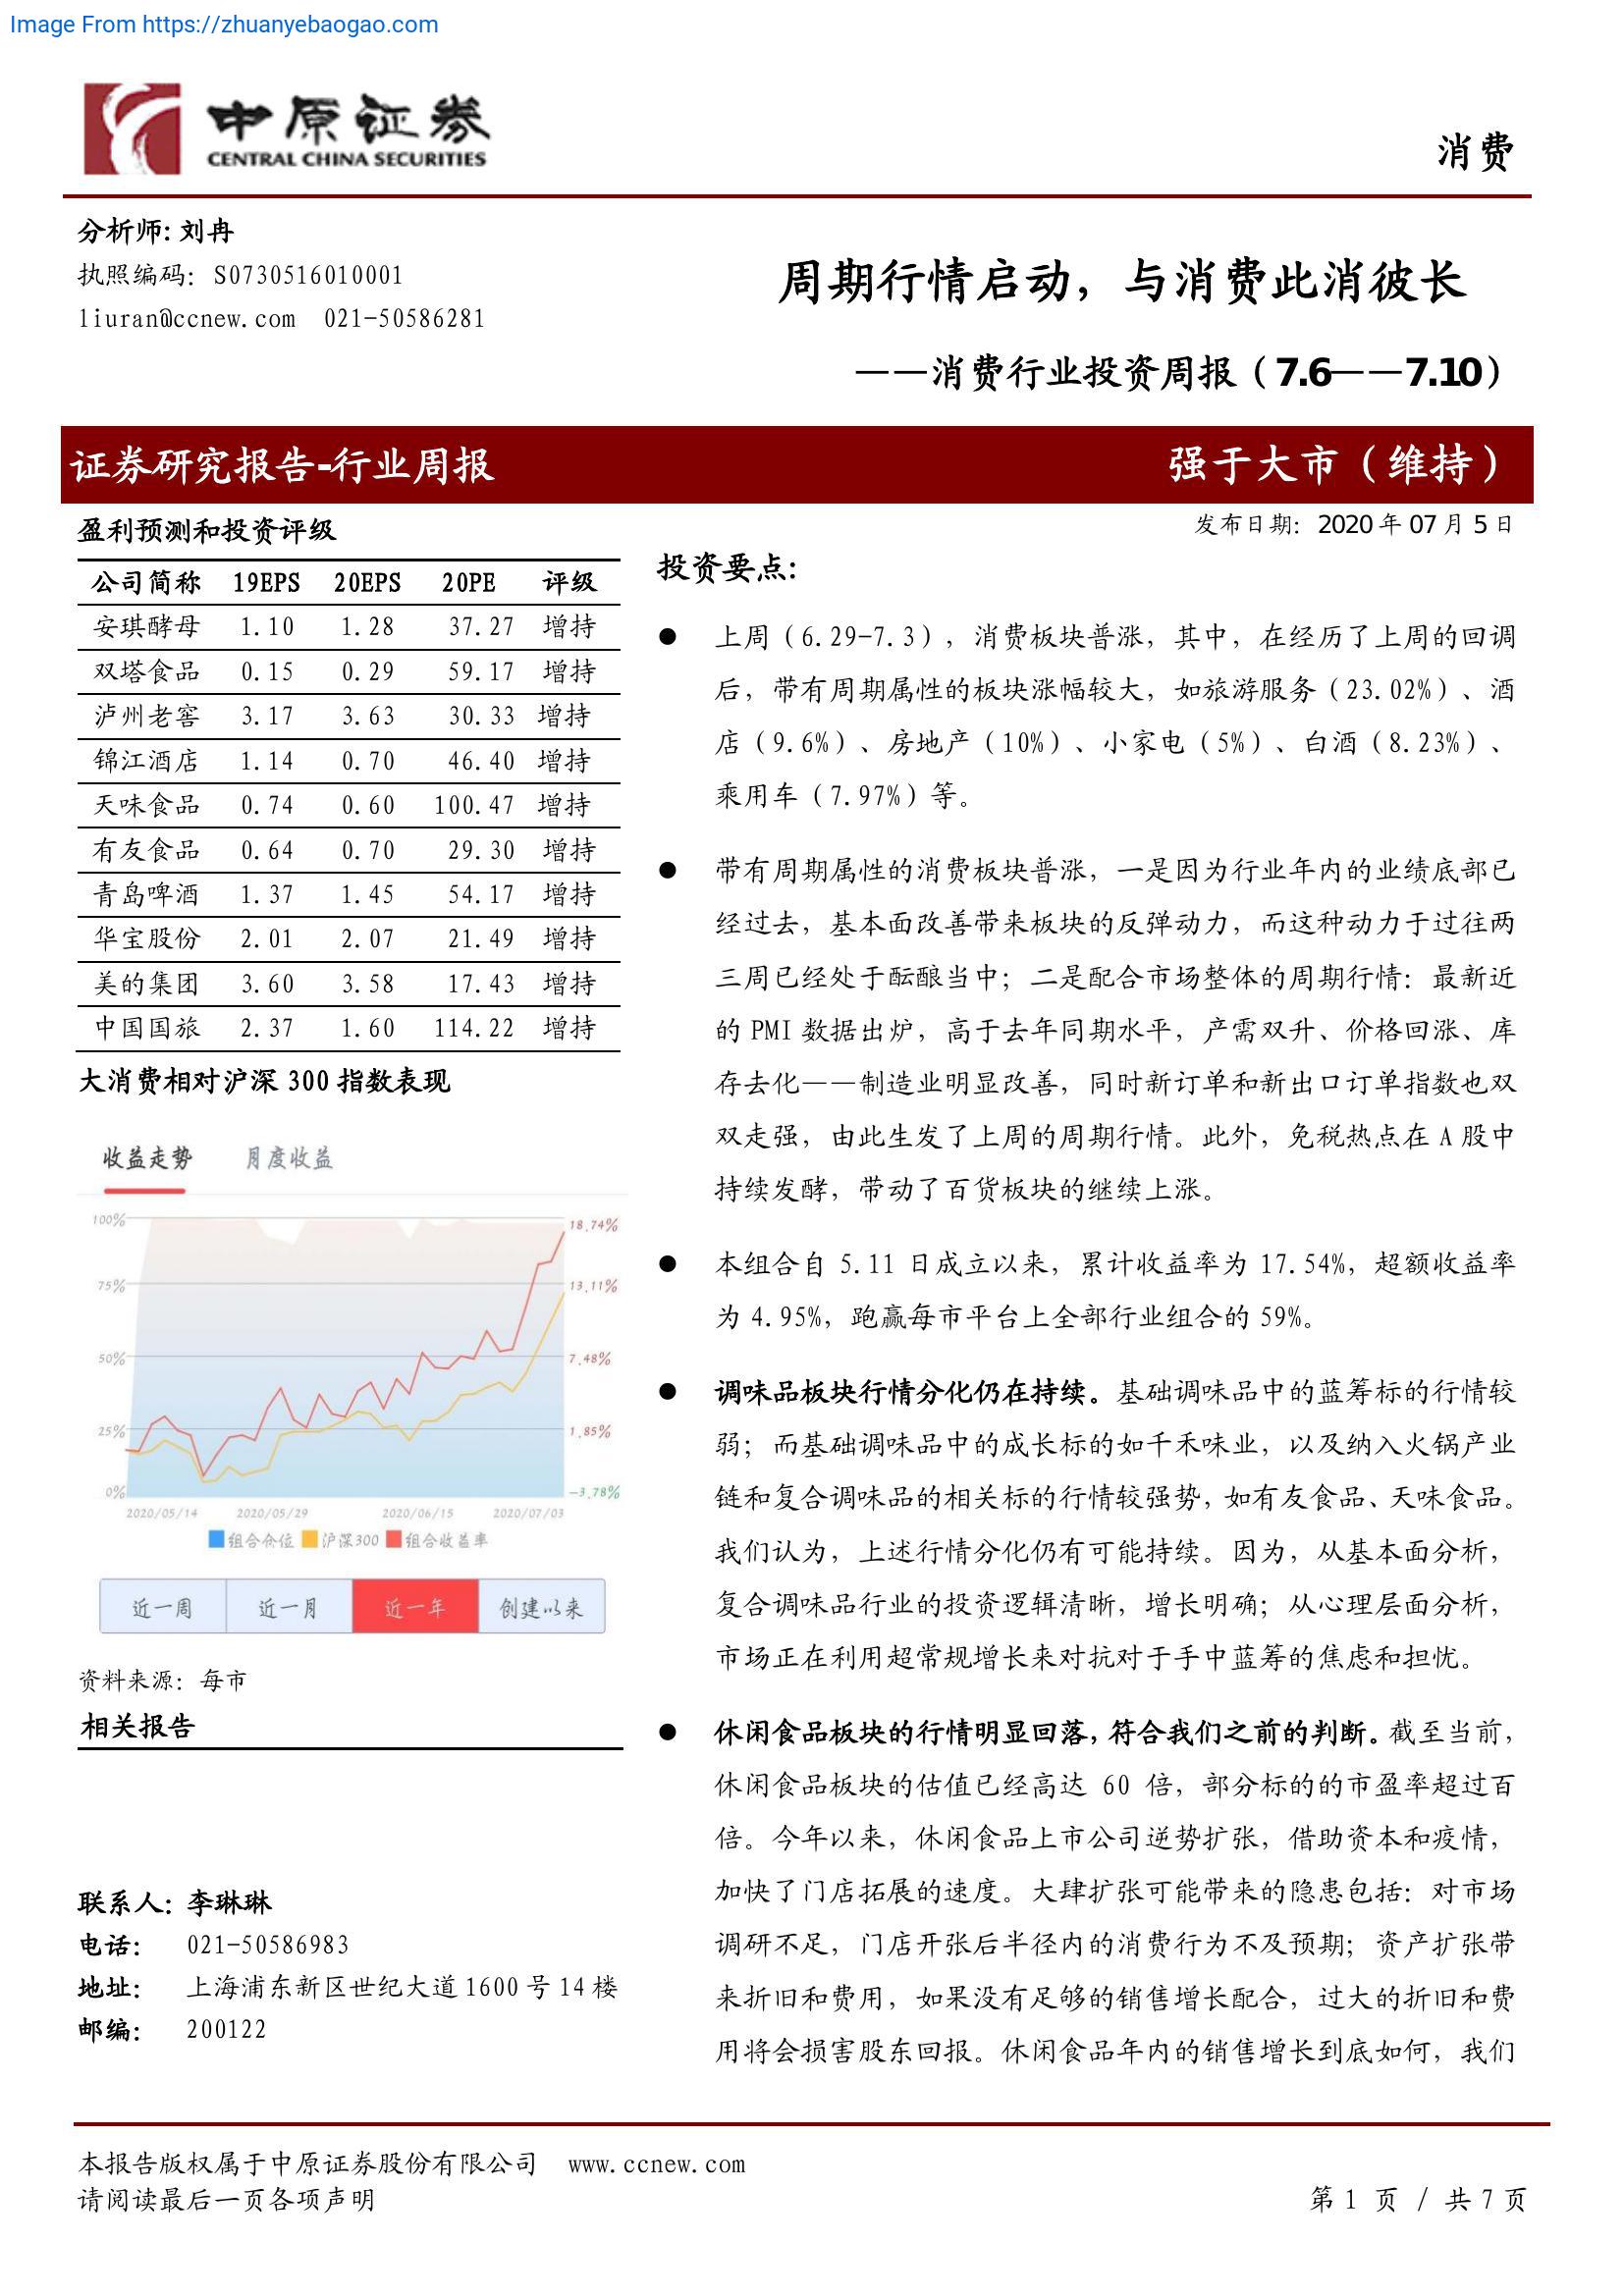 Image From https://zhuanyebaogao.com
中原证券
CENTRAL CHINA SECURITIES
消费
分析师：刘冉
执照编码：S0730516010001
liuran@ccnew.com 021-50586281
周期行情启动，与消费此消彼长
——消费行业投资周报（7.6——7.10）
证券研究报告-行业周报
强于大市（维持）
盈利预测和投资评级
公司简称 19EPS 20EPS 20PE 评级
安琪酵母 1.10 1.28 37.27 增持
双塔食品 0.15 0.29 59.17 增持
泸州老窖 3.17 3.63 30.33 增持
锦江酒店 1.14 0.70 46.40 增持
天味食品 0.74 0.60 100.47 增持
有友食品 0.64 0.70 29.30 增持
青岛啤酒 1.37 1.45 54.17 增持
华宝股份 2.01 2.07 21.49 增持
美的集团 3.60 3.58 17.43 增持
中国国旅 2.37 1.60 114.22 增持
大消费相对沪深 300 指数表现
收益走势 月度收益
100% 18.74%
75% 13.11%
50% 7.48%
25% 1.85%
0% -3.78%
2020/05/14 2020/05/29 2020/06/15 2020/07/03
组合仓位 沪深300 组合收益率
近一周 近一月 近一年 创建以来
资料来源：每市
相关报告
联系人：李琳琳
电话： 021-50586983
地址： 上海浦东新区世纪大道 1600 号 14 楼
邮编： 200122
发布日期：2020 年 07 月 5 日
投资要点：
● 上周（6.29-7.3），消费板块普涨，其中，在经历了上周的回调
后，带有周期属性的板块涨幅较大，如旅游服务（23.02%）、酒
店（9.6%）、房地产（10%）、小家电（5%）、白酒（8.23%）、
乘用车（7.97%）等。
● 带有周期属性的消费板块普涨，一是因为行业年内的业绩底部已
经过去，基本面改善带来板块的反弹动力，而这种动力于过往两
三周已经处于酝酿当中；二是配合市场整体的周期行情：最新近
的 PMI 数据出炉，高于去年同期水平，产需双升、价格回涨、库
存去化——制造业明显改善，同时新订单和新出口订单指数也双
双走强，由此生发了上周的周期行情。此外，免税热点在 A 股中
持续发酵，带动了百货板块的继续上涨。
● 本组合自 5.11 日成立以来，累计收益率为 17.54%，超额收益率
为 4.95%，跑赢每市平台上全部行业组合的 59%。
● 调味品板块行情分化仍在持续。基础调味品中的蓝筹标的行情较
弱；而基础调味品中的成长标的如千禾味业，以及纳入火锅产业
链和复合调味品的相关标的行情较强势，如有友食品、天味食品。
我们认为，上述行情分化仍有可能持续。因为，从基本面分析，
复合调味品行业的投资逻辑清晰，增长明确；从心理层面分析，
市场正在利用超常规增长来对抗对于手中蓝筹的焦虑和担忧。
● 休闲食品板块的行情明显回落，符合我们之前的判断。截至当前，
休闲食品板块的估值已经高达 60 倍，部分标的的市盈率超过百
倍。今年以来，休闲食品上市公司逆势扩张，借助资本和疫情，
加快了门店拓展的速度。大肆扩张可能带来的隐患包括：对市场
调研不足，门店开张后半径内的消费行为不及预期；资产扩张带
来折旧和费用，如果没有足够的销售增长配合，过大的折旧和费
用将会损害股东回报。休闲食品年内的销售增长到底如何，我们
本报告版权属于中原证券股份有限公司 www.ccnew.com
请阅读最后一页各项声明
第 1 页 / 共 7 页